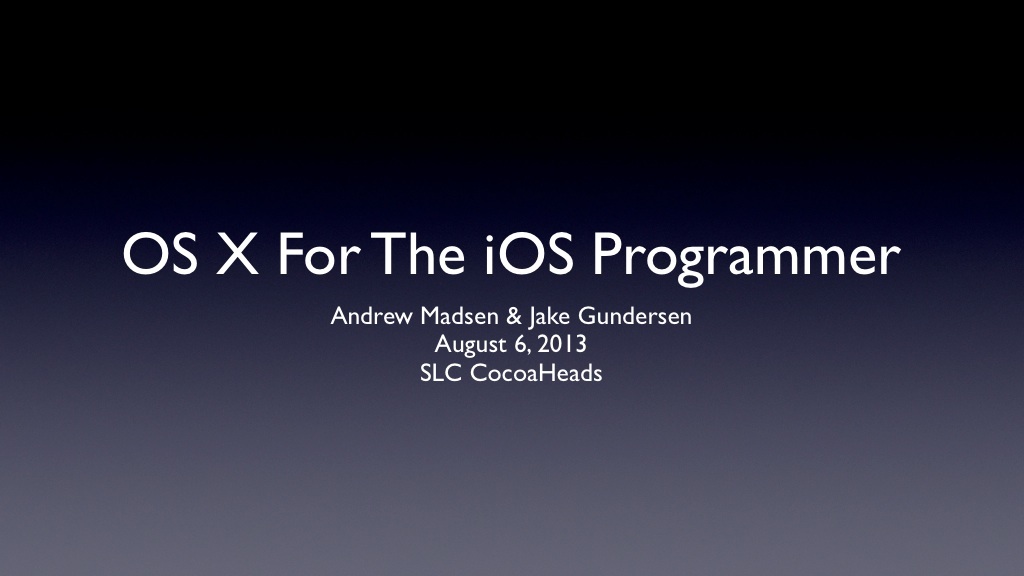 OS X For The iOS Programmer
Andrew Madsen & Jake Gundersen
August 6, 2013
SLC CocoaHeads